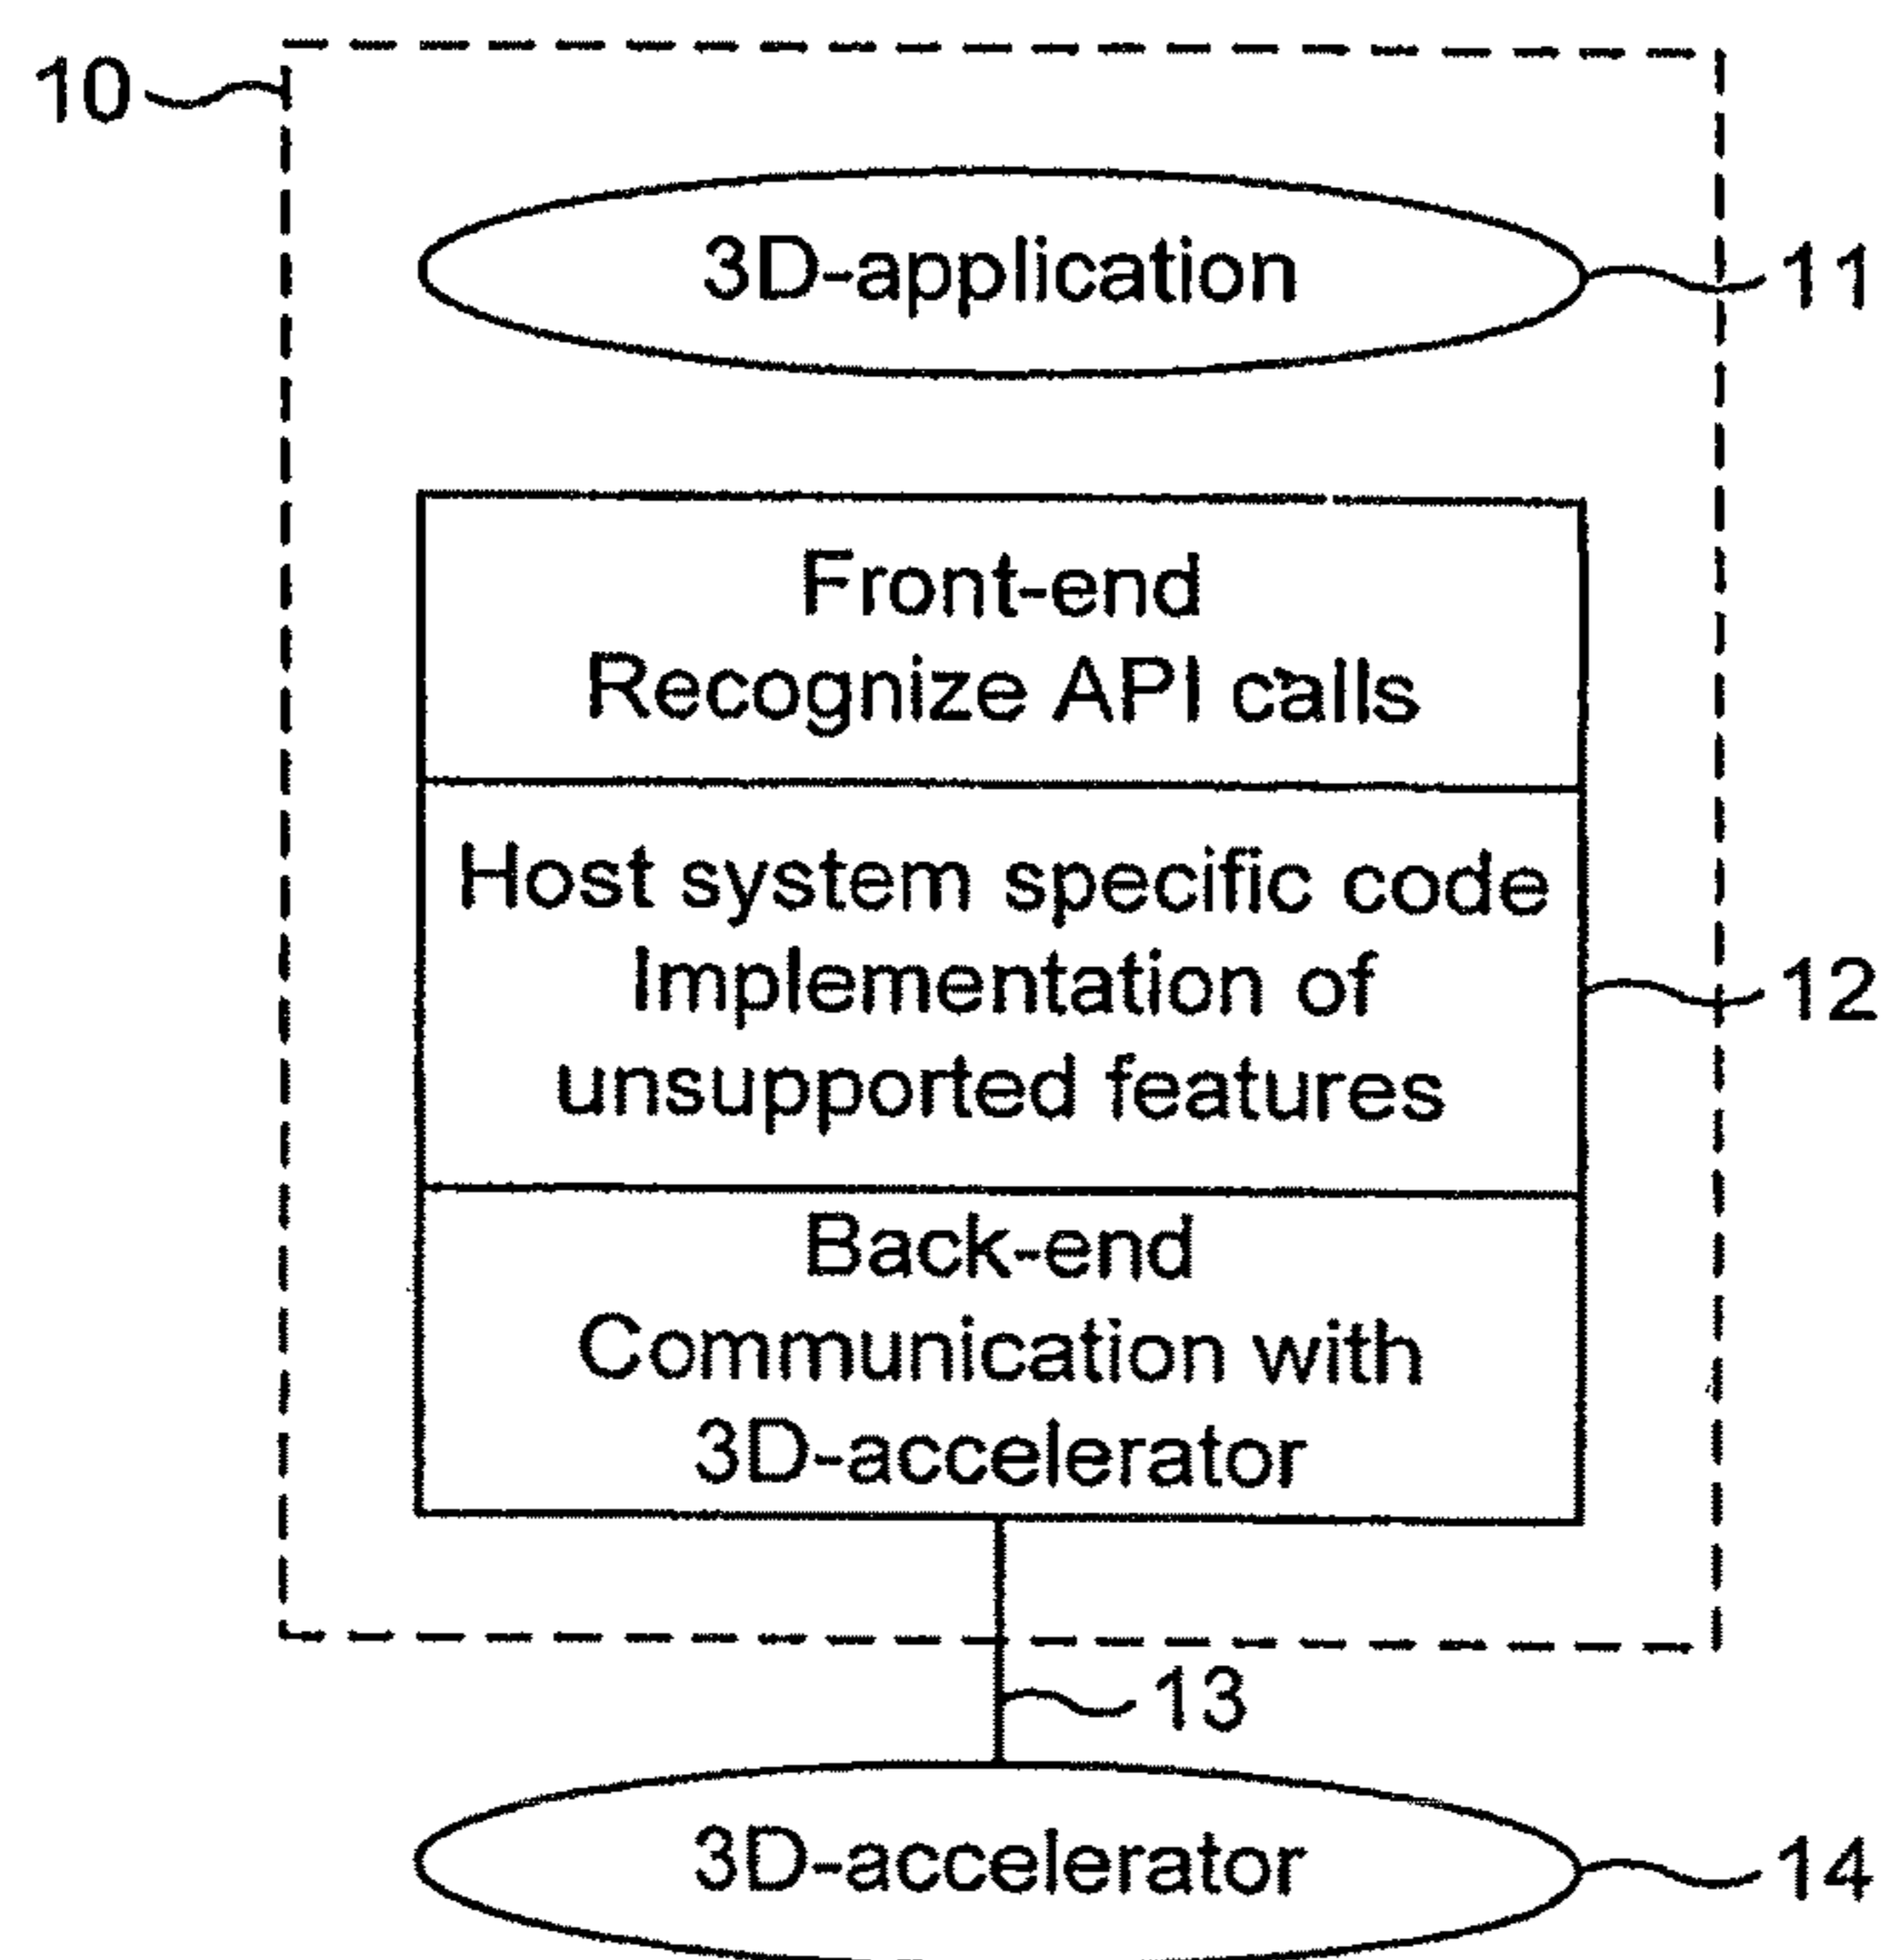 10
3D-application
11
Front-end
Recognize API calls
Host system specific code
Implementation of
unsupported features
12
Back-end
Communication with
3D-accelerator
13
3D-accelerator
14